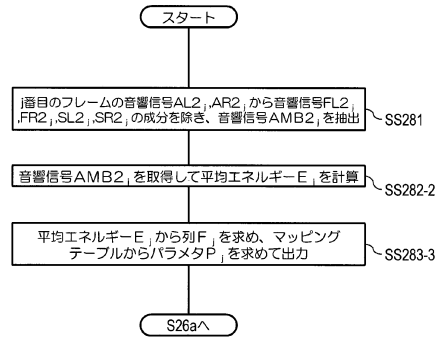 スタート
j番目のフレームの音響信号AL2j,AR2jから音響信号FL2j
,FR2j,SL2j,SR2jの成分を除き、音響信号AMB2jを抽出
SS281
音響信号AMB2jを取得して平均エネルギーEjを計算
SS282-2
平均エネルギーEjから列Fjを求め、マッピング
テーブルからパラメタPjを求めて出力
SS283-3
S26aへ